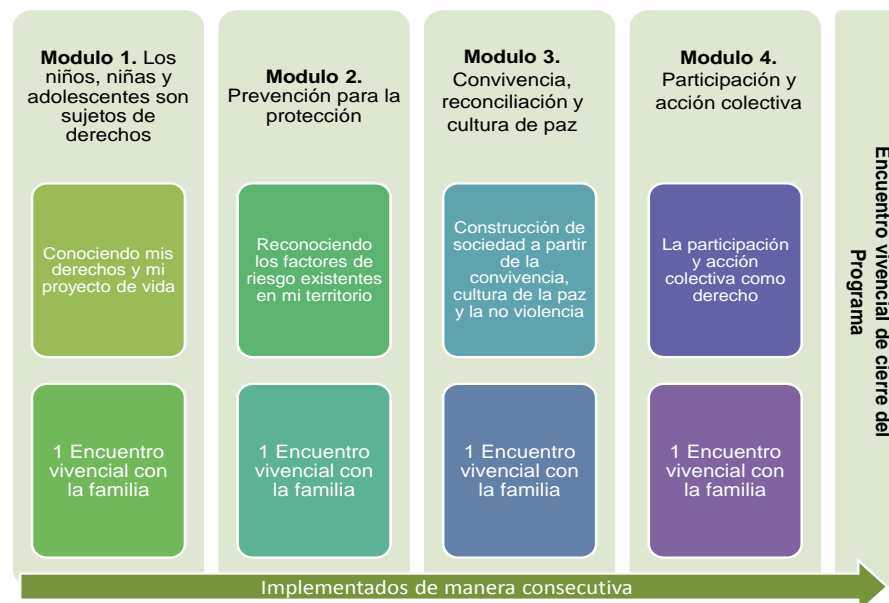 Modulo 1. Los
niños, niñas y
adolescentes son
sujetos de
derechos
Conociendo mis
derechos y mi
proyecto de vida
1 Encuentro
vivencial con
la familia
Modulo 2.
Prevención para la
protección
Reconociendo
los factores de
riesgo existentes
en mi territorio
1 Encuentro
vivencial con
la familia
Modulo 3.
Convivencia,
reconciliación y
cultura de paz
Construcción de
sociedad a partir
de la
convivencia,
cultura de la paz
y la no violencia
1 Encuentro
vivencial con
la familia
Modulo 4.
Participación y
acción colectiva
La participación
y acción
colectiva como
derecho
1 Encuentro
vivencial con
la familia
Encuentro vivencial de cierre del
Programa
Implementados de manera consecutiva